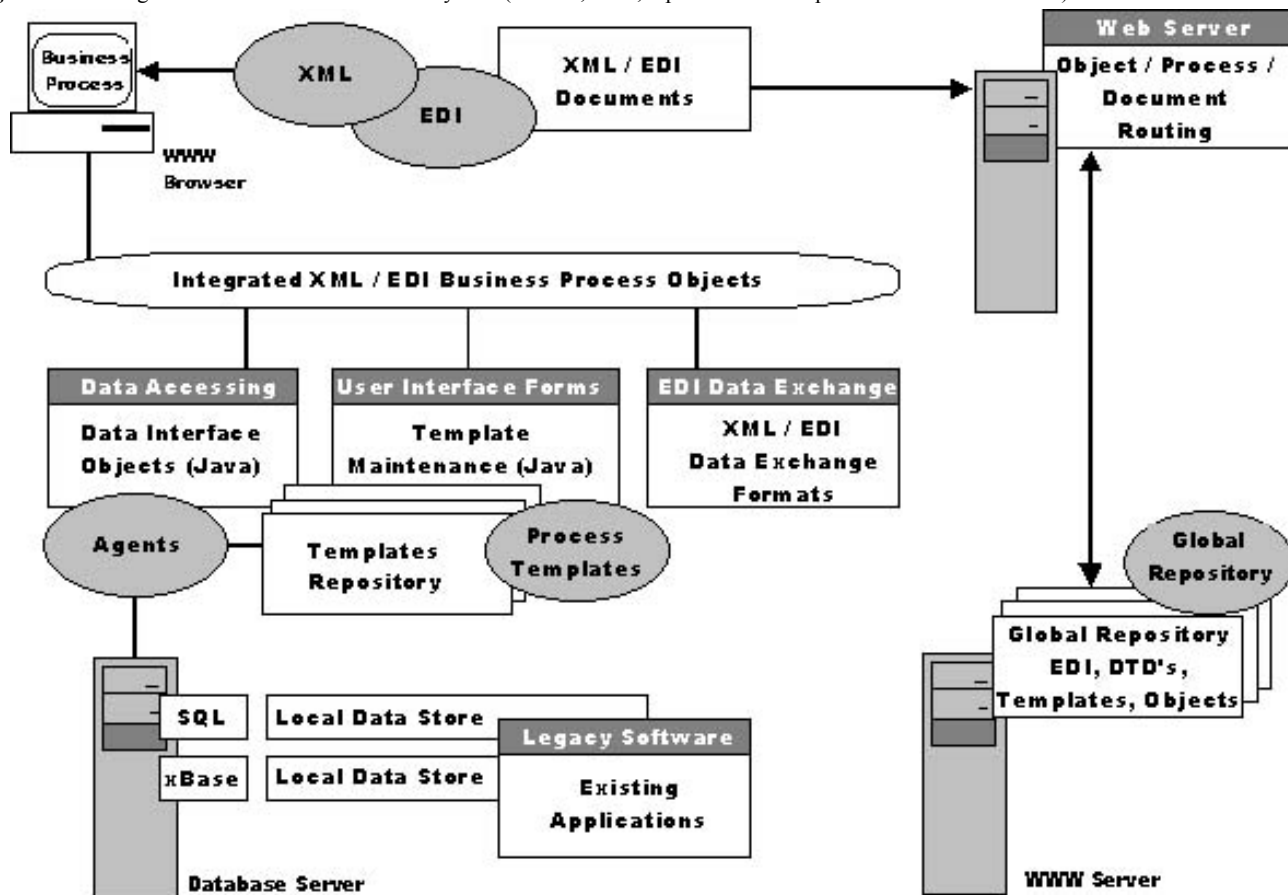 Business
Process
XML
EDI
XML / EDI
Documents
Web Server
Object / Process /
Document
Routing
WWW
Browser
Integrated XML / EDI Business Process Objects
Data Accessing
Data Interface
Objects (Java)
User Interface Forms
Template
Maintenance (Java)
EDI Data Exchange
XML / EDI
Data Exchange
Formats
Agents
Templates
Repository
Process
Templates
Global
Repository
Global Repository
EDI, DTD's,
Templates, Objects
SQL
Local Data Store
xBase
Local Data Store
Legacy Software
Existing
Applications
Database Server
WWW Server